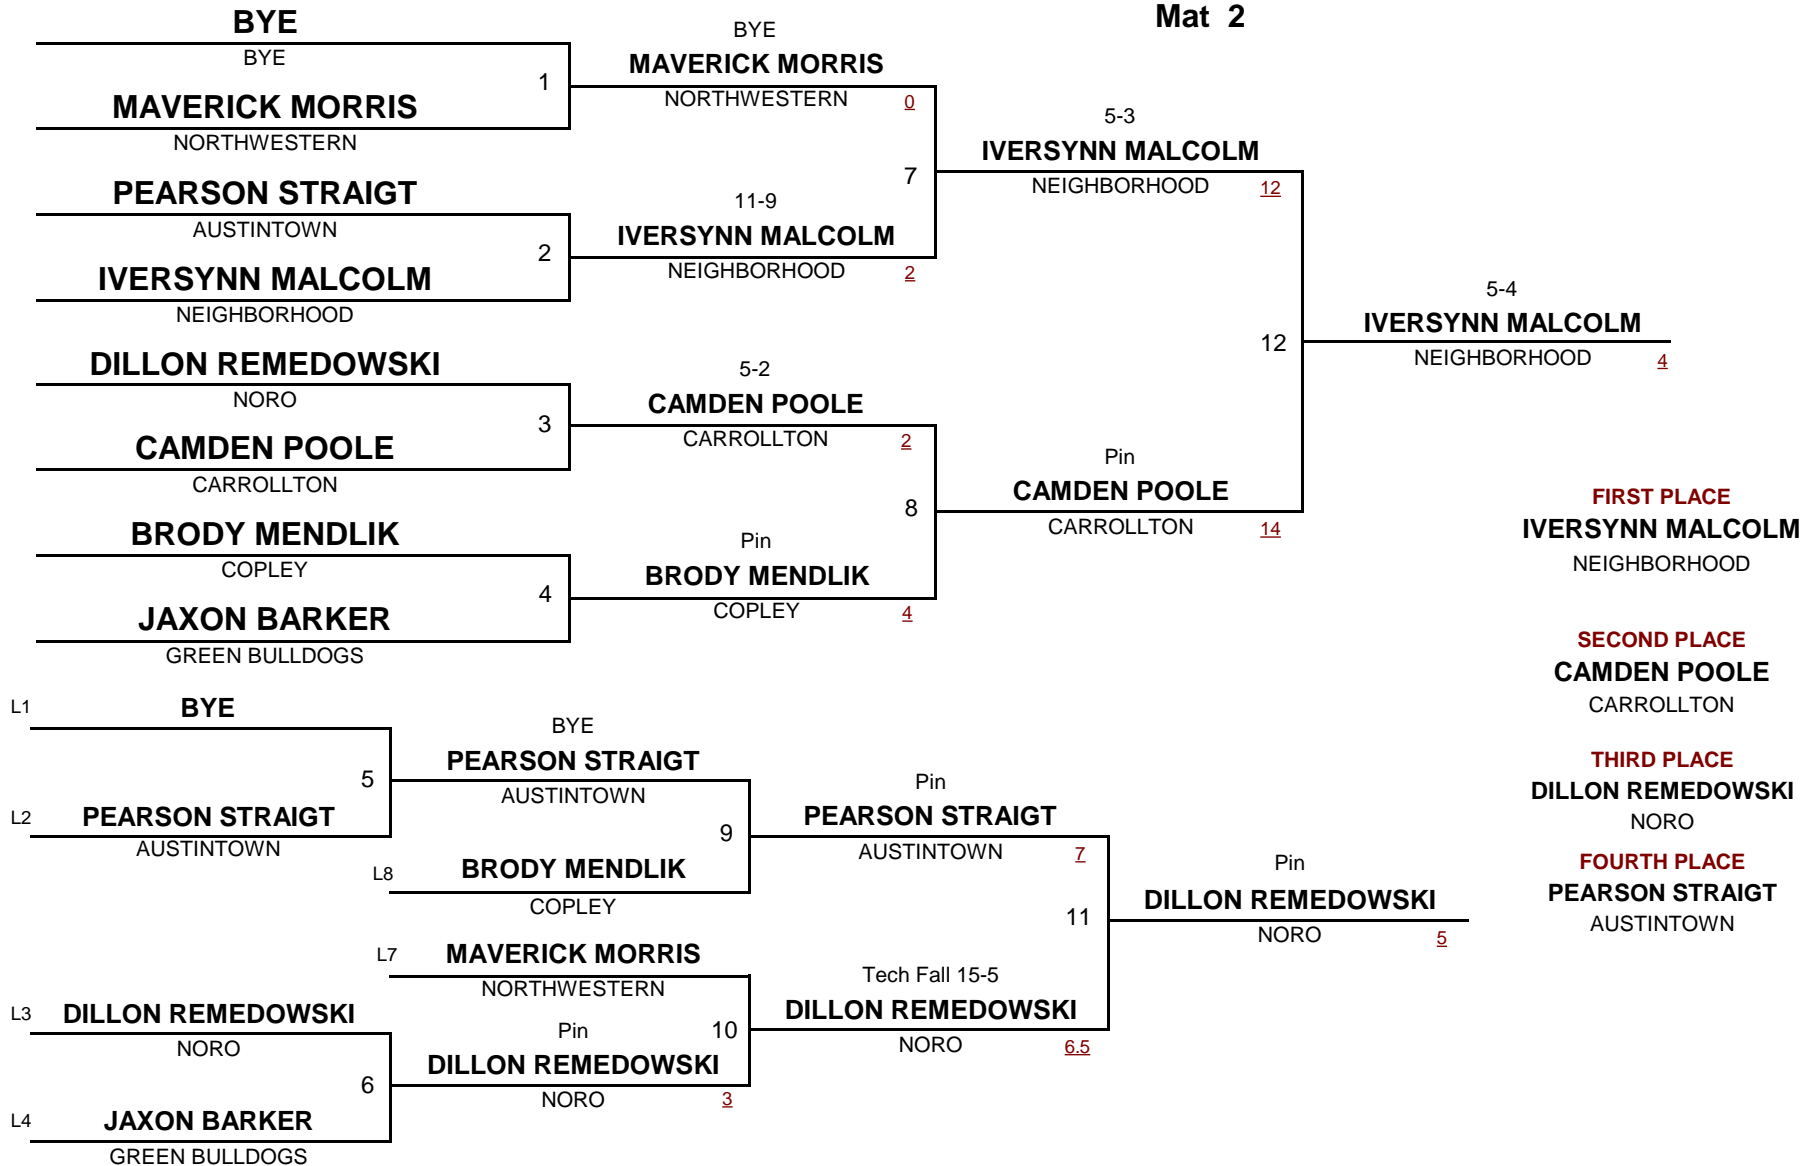 Mat 2
BYE
BYE
MAVERICK MORRIS
NORTHWESTERN
1
PEARSON STRAIGT
AUSTINTOWN
IVERSYNN MALCOLM
NEIGHBORHOOD
2
DILLON REMEDOWSKI
NORO
CAMDEN POOLE
CARROLLTON
3
BRODY MENDLIK
COPLEY
JAXON BARKER
GREEN BULLDOGS
4
BYE
MAVERICK MORRIS
NORTHWESTERN
0
11-9
IVERSYNN MALCOLM
NEIGHBORHOOD
2
7
5-2
CAMDEN POOLE
CARROLLTON
2
Pin
BRODY MENDLIK
COPLEY
4
8
5-3
IVERSYNN MALCOLM
NEIGHBORHOOD
12
Pin
CAMDEN POOLE
CARROLLTON
14
12
5-4
IVERSYNN MALCOLM
NEIGHBORHOOD
4
FIRST PLACE
IVERSYNN MALCOLM
NEIGHBORHOOD
SECOND PLACE
CAMDEN POOLE
CARROLLTON
THIRD PLACE
DILLON REMEDOWSKI
NORO
FOURTH PLACE
PEARSON STRAIGT
AUSTINTOWN
L1
BYE
L2
PEARSON STRAIGT
AUSTINTOWN
5
L3
DILLON REMEDOWSKI
NORO
L4
JAXON BARKER
GREEN BULLDOGS
6
BYE
PEARSON STRAIGT
AUSTINTOWN
L8
BRODY MENDLIK
COPLEY
9
L7
MAVERICK MORRIS
NORTHWESTERN
Pin
DILLON REMEDOWSKI
NORO
3
10
Pin
PEARSON STRAIGT
AUSTINTOWN
7
Tech Fall 15-5
DILLON REMEDOWSKI
NORO
6.5
11
Pin
DILLON REMEDOWSKI
NORO
5